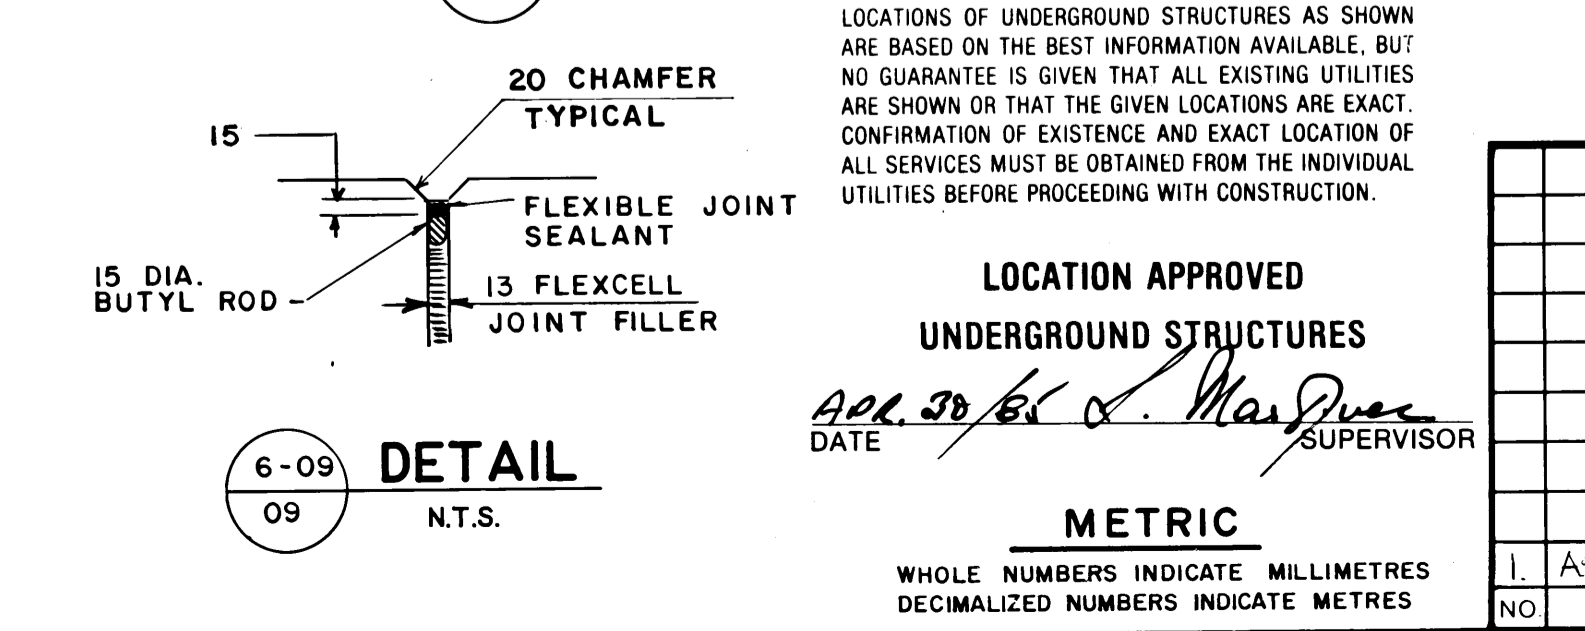 20 CHAMFER
TYPICAL
15
FLEXIBLE JOINT
SEALANT
15 DIA.
BUTYL ROD
13 FLEXCELL
JOINT FILLER
6-09
09
DETAIL
N.T.S.
LOCATIONS OF UNDERGROUND STRUCTURES AS SHOWN
ARE BASED ON THE BEST INFORMATION AVAILABLE, BUT
NO GUARANTEE IS GIVEN THAT ALL EXISTING UTILITIES
ARE SHOWN OR THAT THE GIVEN LOCATIONS ARE EXACT.
CONFIRMATION OF EXISTENCE AND EXACT LOCATION OF
ALL SERVICES MUST BE OBTAINED FROM THE INDIVIDUAL
UTILITIES BEFORE PROCEEDING WITH CONSTRUCTION.
LOCATION APPROVED
UNDERGROUND STRUCTURES
APR. 30/85
DATE
SUPERVISOR
METRIC
WHOLE NUMBERS INDICATE MILLIMETRES
DECIMALIZED NUMBERS INDICATE METRES
1.
NO.